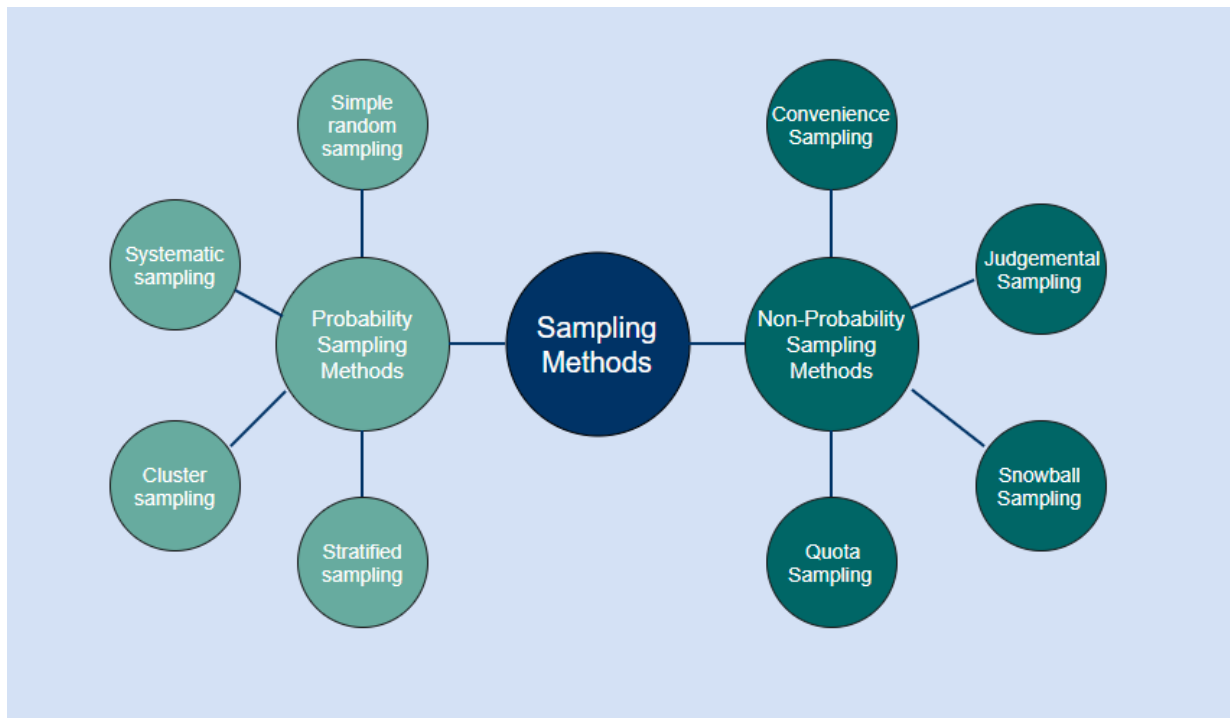 Simple
random
sampling
Convenience
Sampling
Systematic
sampling
Judgemental
Sampling
Probability
Sampling
Methods
Sampling
Methods
Non-Probability
Sampling
Methods
Cluster
sampling
Snowball
Sampling
Stratified
sampling
Quota
Sampling